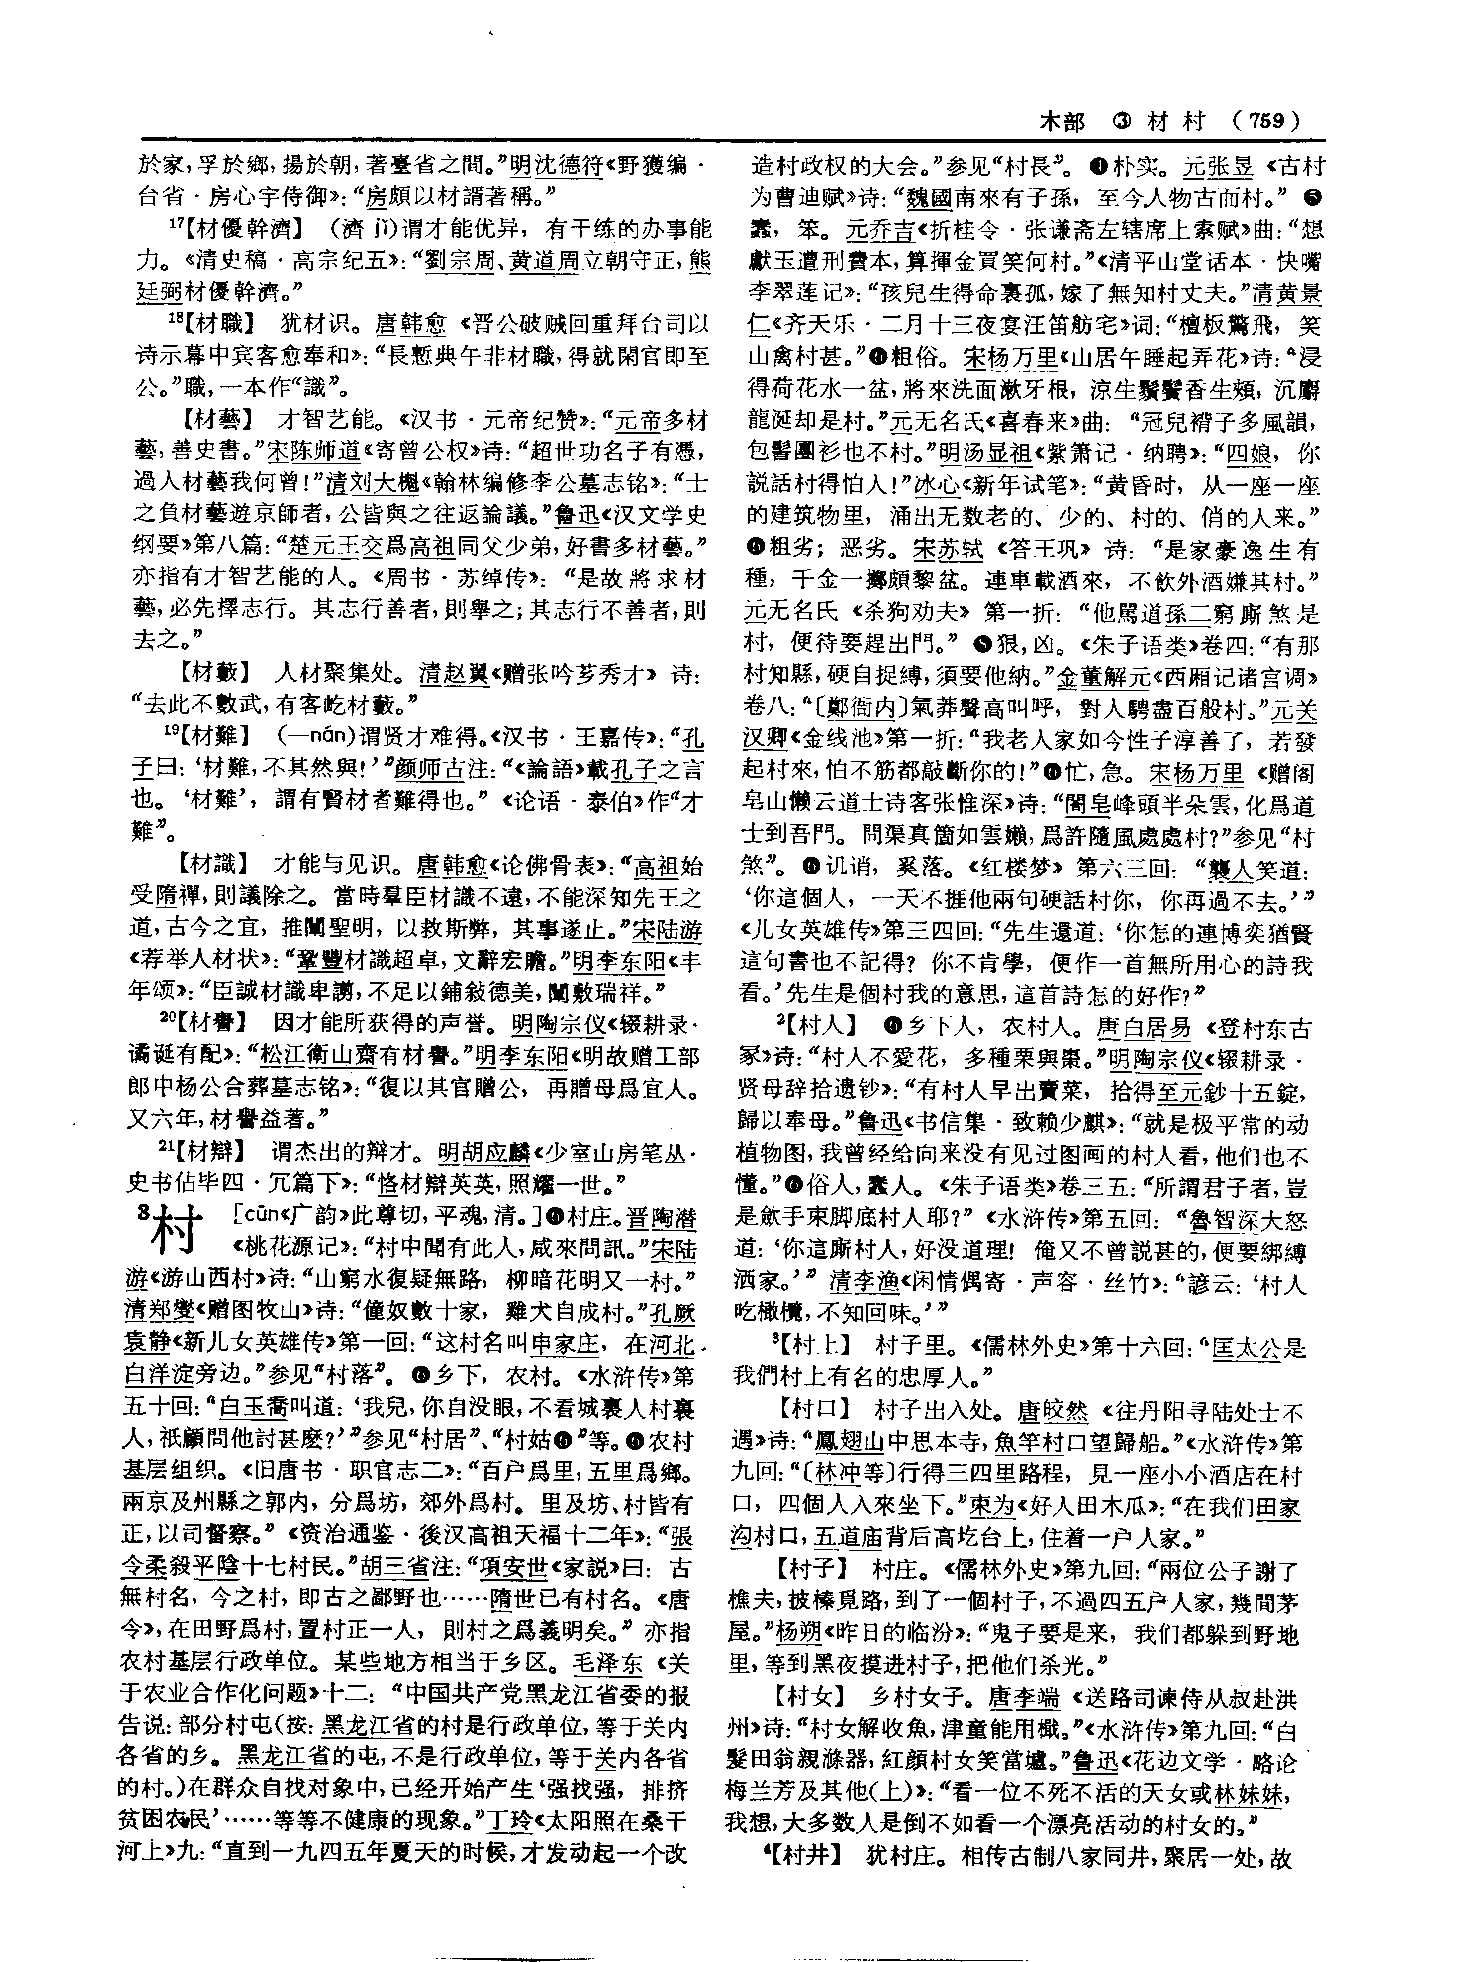 木部 ③ 材 村 (759)
於家,孚於鄉,揚於朝,著臺省之間。”明沈德符《野獲编·
台省·房心宇侍御》:“房頗以材諝著稱。”
17【材優幹濟】 (濟 jǐ)谓才能优异,有干练的办事能
力。《清史稿·高宗纪五》:“劉宗周、黄道周立朝守正,熊
廷弼材優幹濟。”
18【材職】 犹材识。唐韩愈《晋公破贼回重拜台司以
诗示幕中宾客愈奉和》:“長慙典午非材職,得就閑官即至
公。”職,一本作“識”。
【材藝】 才智艺能。《汉书·元帝纪赞》:“元帝多材
藝,善史書。”宋陈师道《寄曾公权》诗:“超世功名子有憑,
過人材藝我何曾!”清刘大櫆《翰林编修李公墓志铭》:“士
之負材藝遊京師者,公皆與之往返論議。”鲁迅《汉文学史
纲要》第八篇:“楚元王交爲高祖同父少弟,好書多材藝。”
亦指有才智艺能的人。《周书·苏绰传》:“是故將求材
藝,必先擇志行。其志行善者,則舉之;其志行不善者,則
去之。”
【材藪】 人材聚集处。清赵翼《赠张吟芗秀才》诗:
“去此不數武,有客屹材藪。”
19【材難】 (—nán)谓贤才难得。《汉书·王嘉传》:“孔
子曰:‘材難,不其然與!’”颜师古注:“《論語》載孔子之言
也。‘材難’,謂有賢材者難得也。”《论语·泰伯》作“才
難”。
【材識】 才能与见识。唐韩愈《论佛骨表》:“高祖始
受隋禪,則議除之。當時羣臣材識不遠,不能深知先王之
道,古今之宜,推闡聖明,以救斯弊,其事遂止。”宋陆游
《荐举人材状》:“鞏豐材識超卓,文辭宏贍。”明李东阳《丰
年颂》:“臣誠材識卑謭,不足以鋪敍德美,闡敷瑞祥。”
20【材譽】 因才能所获得的声誉。明陶宗仪《辍耕录·
谲诞有配》:“松江衛山齋有材譽。”明李东阳《明故赠工部
郎中杨公合葬墓志铭》:“復以其官贈公,再贈母爲宜人。
又六年,材譽益著。”
21【材辯】 谓杰出的辩才。明胡应麟《少室山房笔丛·
史书佔毕四·冗篇下》:“恪材辯英英,照耀一世。”
3村 [cūn《广韵》此尊切,平魂,清。]❶村庄。晋陶潜
《桃花源记》:“村中聞有此人,咸來問訊。”宋陆
游《游山西村》诗:“山窮水復疑無路,柳暗花明又一村。”
清郑燮《赠图牧山》诗:“僮奴數十家,雞犬自成村。”孔厥
袁静《新儿女英雄传》第一回:“这村名叫申家庄,在河北
白洋淀旁边。”参见“村落”。❷乡下,农村。《水浒传》第
五十回:“白玉喬叫道:‘我兒,你自没眼,不看城裏人村裏
人,衹顧問他討甚麽?’”参见“村居”、“村姑❶”等。❸农村
基层组织。《旧唐书·职官志二》:“百户爲里,五里爲鄉。
兩京及州縣之郭内,分爲坊,郊外爲村。里及坊、村皆有
正,以司督察。”《资治通鉴·後汉高祖天福十二年》:“張
令柔殺平陰十七村民。”胡三省注:“項安世《家説》曰:古
無村名,今之村,即古之鄙野也……隋世已有村名。《唐
令》,在田野爲村,置村正一人,則村之爲義明矣。”亦指
农村基层行政单位。某些地方相当于乡区。毛泽东《关
于农业合作化问题》十二:“中国共产党黑龙江省委的报
告说:部分村屯(按:黑龙江省的村是行政单位,等于关内
各省的乡。黑龙江省的屯,不是行政单位,等于关内各省
的村。)在群众自找对象中,已经开始产生‘强找强,排挤
贫困农民’……等等不健康的现象。”丁玲《太阳照在桑干
河上》九:“直到一九四五年夏天的时候,才发动起一个改
造村政权的大会。”参见“村長”。❹朴实。元张昱《古村
为曹迪赋》诗:“魏國南來有子孫,至今人物古而村。”❺
蠢,笨。元乔吉《折桂令·张谦斋左辖席上索赋》曲:“想
獻玉遭刑費本,算揮金買笑何村。”《清平山堂话本·快嘴
李翠莲记》:“孩兒生得命裏孤,嫁了無知村丈夫。”清黄景
仁《齐天乐·二月十三夜宴汪笛舫宅》词:“檀板驚飛,笑
山禽村甚。”❻粗俗。宋杨万里《山居午睡起弄花》诗:“浸
得荷花水一盆,將來洗面漱牙根,涼生鬚鬢香生頰,沉麝
龍涎却是村。”元无名氏《喜春来》曲:“冠兒褙子多風韻,
包髻團衫也不村。”明汤显祖《紫箫记·纳聘》:“四娘,你
説話村得怕人!”冰心《新年试笔》:“黄昏时,从一座一座
的建筑物里,涌出无数老的、少的、村的、俏的人来。”
❼粗劣;恶劣。宋苏轼《答王巩》诗:“是家豪逸生有
種,千金一擲頗黎盆。連車載酒來,不飲外酒嫌其村。”
元无名氏《杀狗劝夫》第一折:“他駡道孫二窮廝煞是
村,便待要趕出門。”❽狠,凶。《朱子语类》卷四:“有那
村知縣,硬自捉縛,須要他納。”金董解元《西厢记诸宫调》
卷八:“〔鄭衙内〕氣莽聲高叫呼,對人騁盡百般村。”元关
汉卿《金线池》第一折:“我老人家如今性子淳善了,若發
起村來,怕不筋都敲斷你的!”❾忙,急。宋杨万里《赠阁
皂山懒云道士诗客张惟深》诗:“閤皂峰頭半朵雲,化爲道
士到吾門。問渠真箇如雲嬾,爲許隨風處處村?”参见“村
煞”。❿讥诮,奚落。《红楼梦》第六三回:“襲人笑道:
‘你這個人,一天不捱他兩句硬話村你,你再過不去。’”
《儿女英雄传》第三四回:“先生還道:‘你怎的連博奕猶賢
這句書也不記得?你不肯學,便作一首無所用心的詩我
看。’先生是個村我的意思,這首詩怎的好作?”
2【村人】 ❶乡下人,农村人。唐白居易《登村东古
冢》诗:“村人不愛花,多種栗與棗。”明陶宗仪《辍耕录·
贤母辞拾遗钞》:“有村人早出賣菜,拾得至元鈔十五錠,
歸以奉母。”鲁迅《书信集·致赖少麒》:“就是极平常的动
植物图,我曾经给向来没有见过图画的村人看,他们也不
懂。”❷俗人,蠢人。《朱子语类》卷三五:“所謂君子者,豈
是斂手束脚底村人耶?”《水浒传》第五回:“魯智深大怒
道:‘你這廝村人,好没道理!俺又不曾説甚的,便要綁縛
洒家。’”清李渔《闲情偶寄·声容·丝竹》:“諺云:‘村人
吃橄欖,不知回味。’”
3【村上】 村子里。《儒林外史》第十六回:“匡太公是
我們村上有名的忠厚人。”
【村口】 村子出入处。唐皎然《往丹阳寻陆处士不
遇》诗:“鳳翅山中思本寺,魚竿村口望歸船。”《水浒传》第
九回:“〔林冲等〕行得三四里路程,見一座小小酒店在村
口,四個人入來坐下。”束为《好人田木瓜》:“在我们田家
沟村口,五道庙背后高圪台上,住着一户人家。”
【村子】 村庄。《儒林外史》第九回:“兩位公子謝了
樵夫,披榛覓路,到了一個村子,不過四五户人家,幾間茅
屋。”杨朔《昨日的临汾》:“鬼子要是来,我们都躲到野地
里,等到黑夜摸进村子,把他们杀光。”
【村女】 乡村女子。唐李端《送路司谏侍从叔赴洪
州》诗:“村女解收魚,津童能用檝。”《水浒传》第九回:“白
髮田翁親滌器,紅顔村女笑當壚。”鲁迅《花边文学·略论
梅兰芳及其他(上)》:“看一位不死不活的天女或林妹妹,
我想,大多数人是倒不如看一个漂亮活动的村女的。”
4【村井】 犹村庄。相传古制八家同井,聚居一处,故